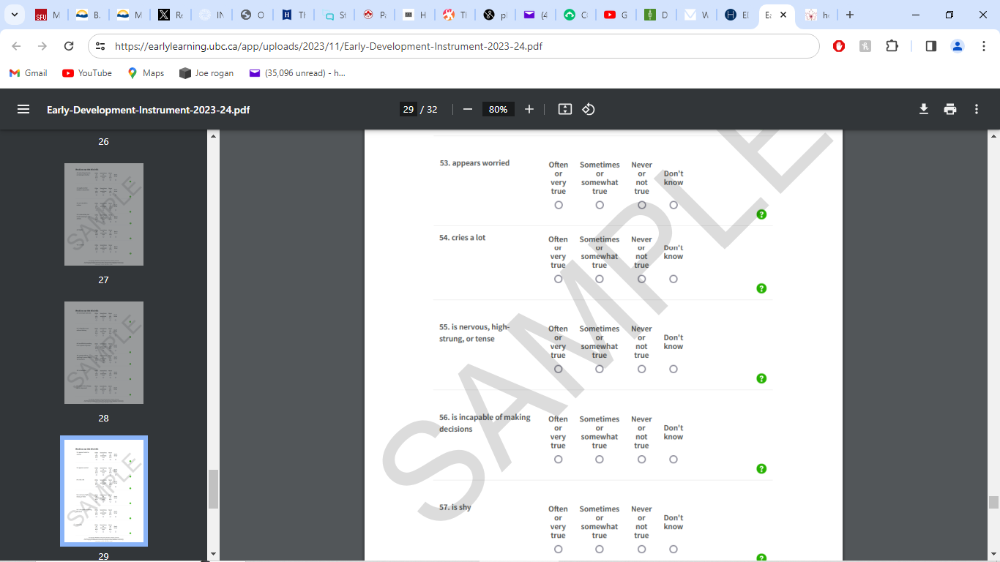 M
B.
M
Re
IN
O
TI
St
Pa
H
Tl
pl
(4
C
G
D
W
El
Ea
h
https://earlylearning.ubc.ca/app/uploads/2023/11/Early-Development-Instrument-2023-24.pdf
Gmail YouTube Maps Joe rogan (35,096 unread) - h...
Early-Development-Instrument-2023-24.pdf 29 / 32 80%
26
27
28
29
SAMPLE
53. appears worried
Often or very true
Sometimes or somewhat true
Never or not true
Don't know
54. cries a lot
Often or very true
Sometimes or somewhat true
Never or not true
Don't know
55. is nervous, high-
strung, or tense
Often or very true
Sometimes or somewhat true
Never or not true
Don't know
56. is incapable of making
decisions
Often or very true
Sometimes or somewhat true
Never or not true
Don't know
57. is shy
Often or very true
Sometimes or somewhat true
Never or not true
Don't know